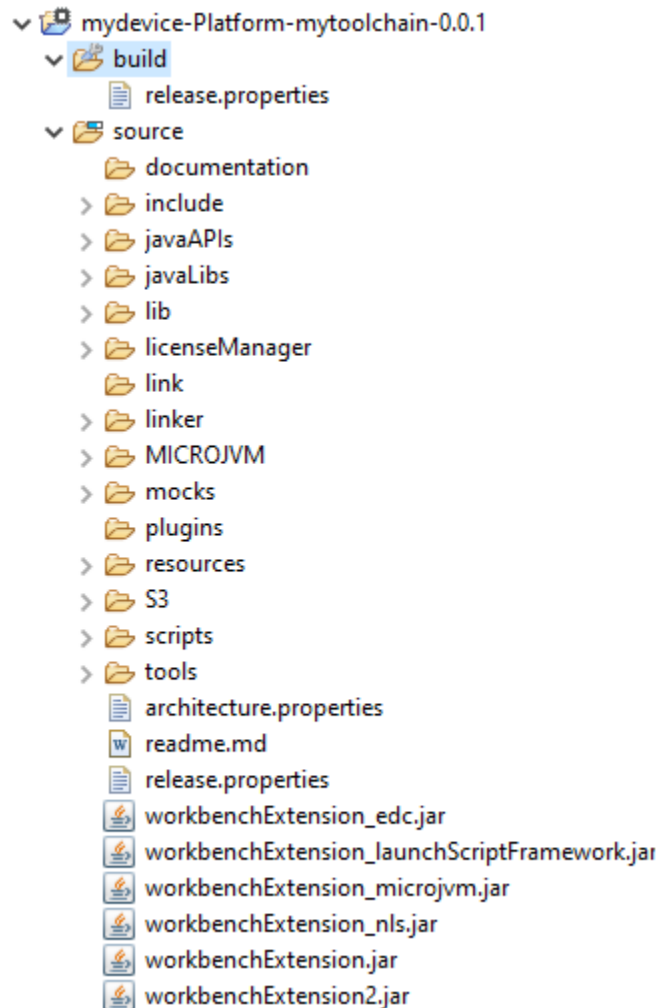 mydevice-Platform-mytoolchain-0.0.1
build
release.properties
source
documentation
include
javaAPIs
javaLibs
lib
licenseManager
link
linker
MICROJVM
mocks
plugins
resources
S3
scripts
tools
architecture.properties
readme.md
release.properties
workbenchExtension_edc.jar
workbenchExtension_launchScriptFramework.jar
workbenchExtension_microjvm.jar
workbenchExtension_nls.jar
workbenchExtension.jar
workbenchExtension2.jar